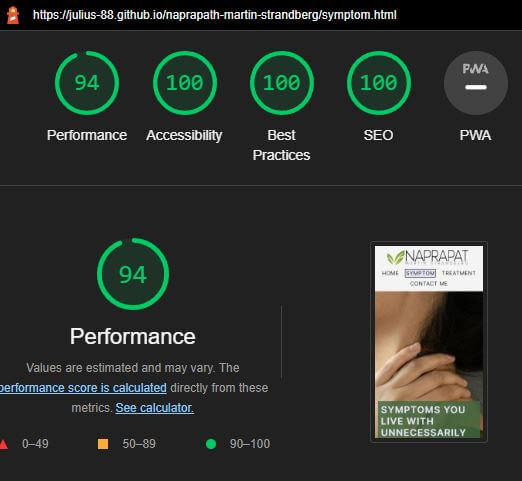 https://julius-88.github.io/naprapath-martin-strandberg/symptom.html
94
100
100
100
PWA
Performance
Accessibility
Best
Practices
SEO
PWA
94
Performance
Values are estimated and may vary. The
performance score is calculated directly from these
metrics. See calculator.
0–49
50–89
90–100
NAPRAPAT
MARTIN STRANDBERG
HOME SYMPTOM TREATMENT
CONTACT ME
SYMPTOMS YOU
LIVE WITH
UNNECESSARILY